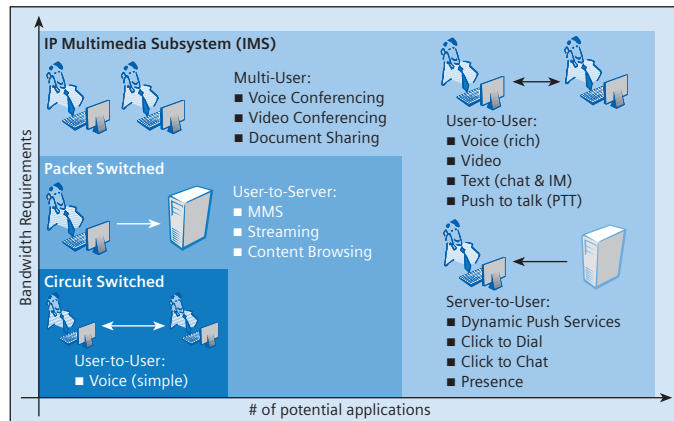 IP Multimedia Subsystem (IMS)
Multi-User:
■ Voice Conferencing
■ Video Conferencing
■ Document Sharing
User-to-User:
■ Voice (rich)
■ Video
■ Text (chat & IM)
■ Push to talk (PTT)
Packet Switched
User-to-Server:
■ MMS
■ Streaming
■ Content Browsing
Server-to-User:
■ Dynamic Push Services
■ Click to Dial
■ Click to Chat
■ Presence
Circuit Switched
User-to-User:
■ Voice (simple)
Bandwidth Requirements
# of potential applications